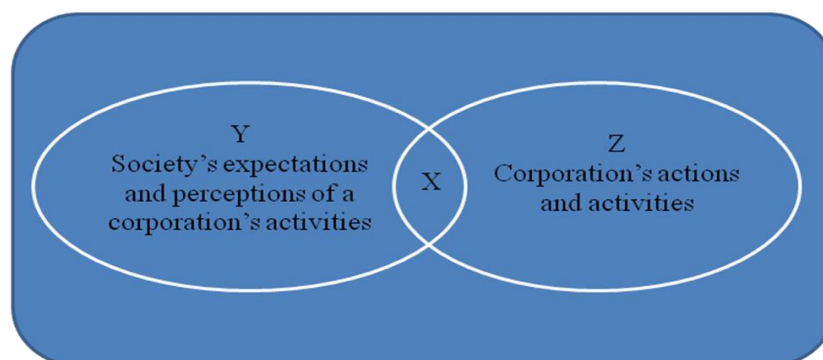 Y
Society’s expectations
and perceptions of a
corporation’s activities
X
Z
Corporation’s actions
and activities